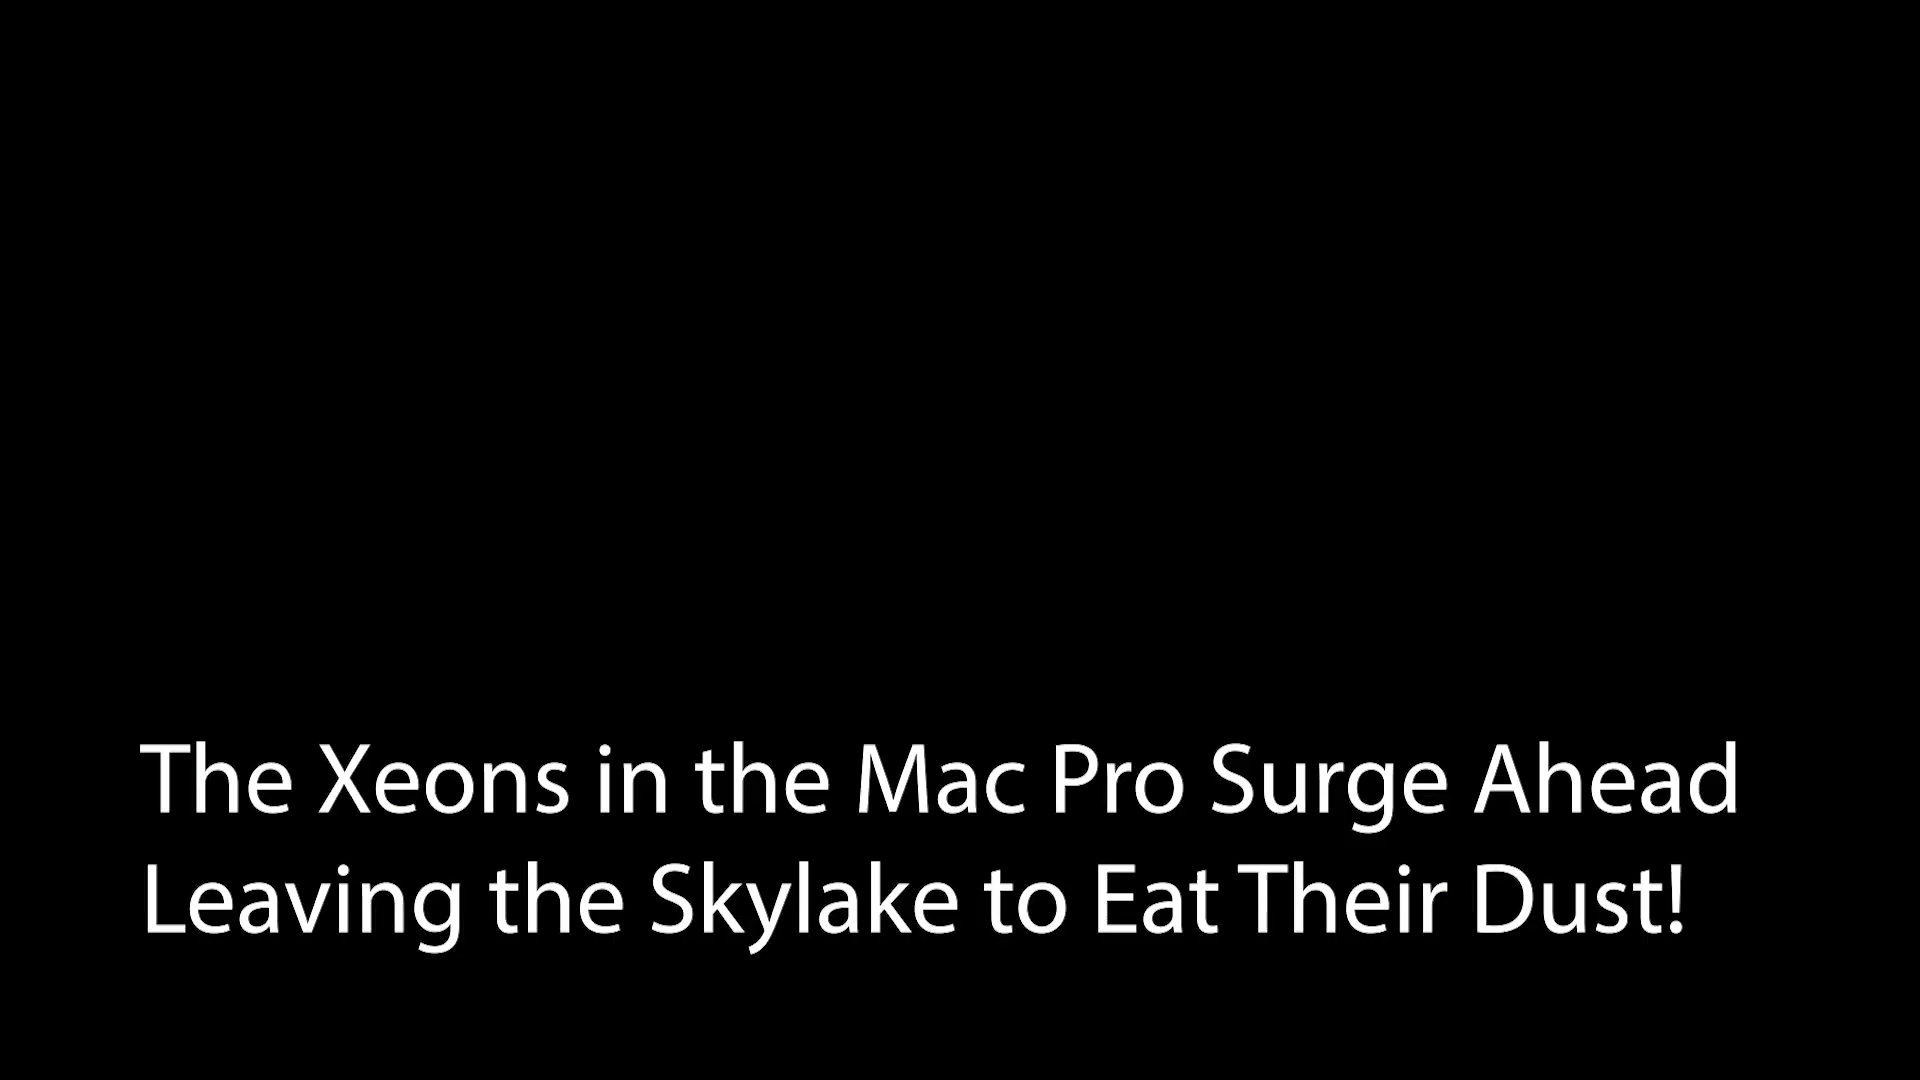 The Xeons in the Mac Pro Surge Ahead
Leaving the Skylake to Eat Their Dust!